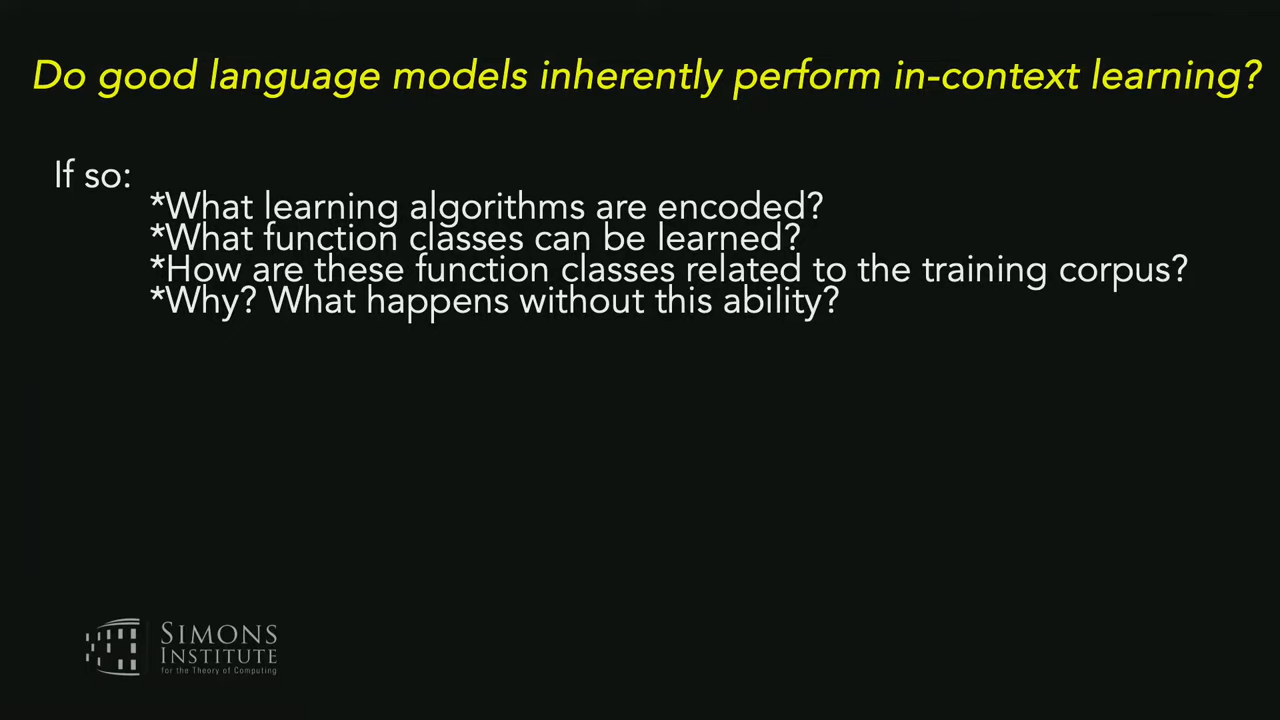 Do good language models inherently perform in-context learning?
If so:
*What learning algorithms are encoded?
*What function classes can be learned?
*How are these function classes related to the training corpus?
*Why? What happens without this ability?
SIMONS
INSTITUTE
for the Theory of Computing